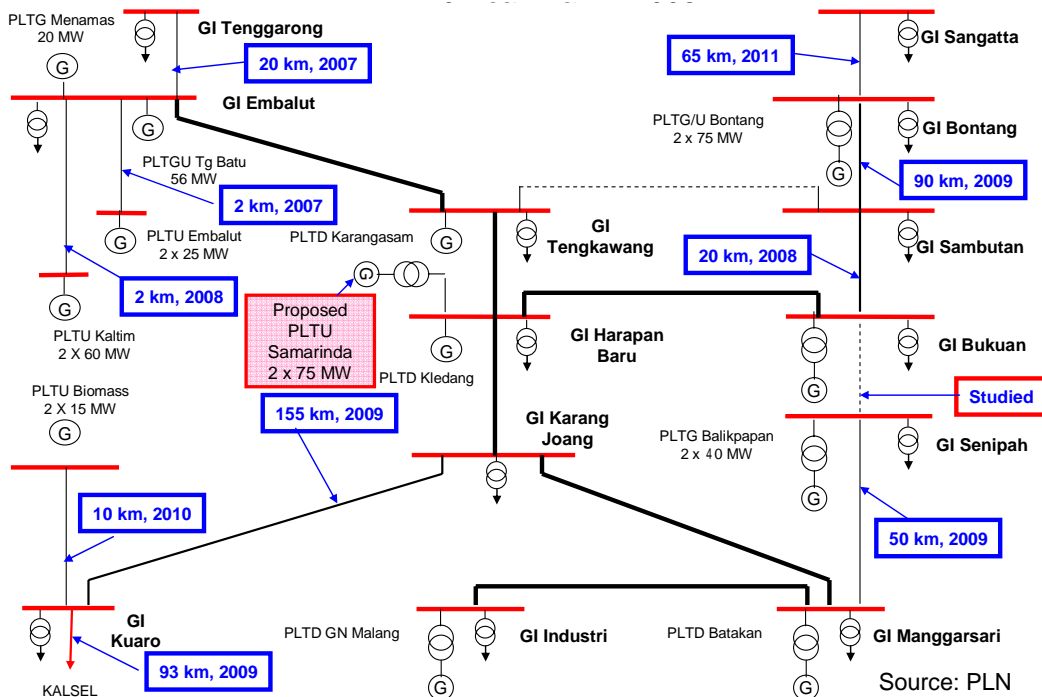 PLTG Menamas
20 MW
G
GI Tenggarong
20 km, 2007
GI Embalut
G
PLTGU Tg Batu
56 MW
2 km, 2007
G
PLTU Embalut
2 x 25 MW
2 km, 2008
G
PLTU Kaltim
2 X 60 MW
PLTU Biomass
2 X 15 MW
G
10 km, 2010
GI
Kuaro
93 km, 2009
KALSEL
65 km, 2011
GI Sangatta
PLTG/U Bontang
2 x 75 MW
G
GI Bontang
90 km, 2009
GI
Tengkawang
PLTD Karangasam
G
GI Sambutan
20 km, 2008
G
Proposed
PLTU
Samarinda
2 x 75 MW
PLTD Kledang
G
GI Harapan
Baru
GI Bukuan
G
Studied
155 km, 2009
GI Karang
Joang
PLTG Balikpapan
2 x 40 MW
G
GI Senipah
50 km, 2009
PLTD GN Malang
G
GI Industri
PLTD Batakan
G
GI Manggarsari
Source: PLN